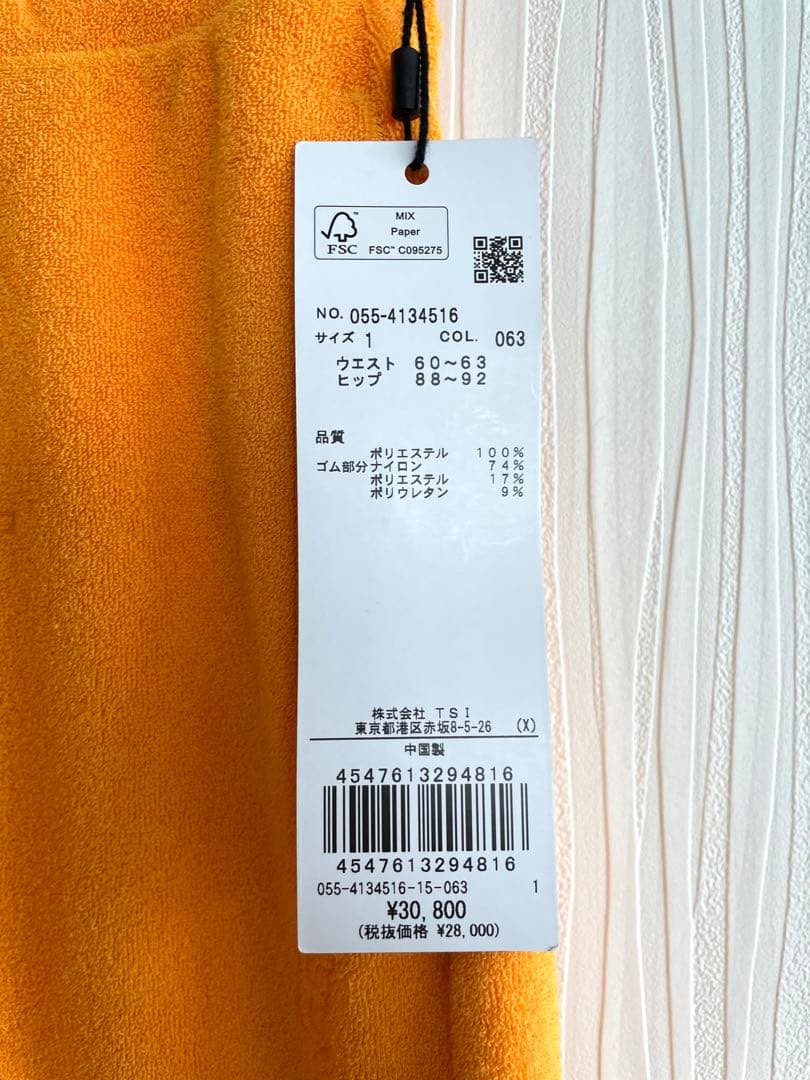 MIX
Paper
FSC™ C095275
FSC
NO. 055-4134516
サイズ 1 COL. 063
ウエスト 60～63
ヒップ 88～92
品質
ポリエステル 100%
ゴム部分ナイロン 74%
ポリエステル 17%
ポリウレタン 9%
株式会社 TSI
東京都港区赤坂8-5-26 (X)
中国製
4547613294816
4547613294816
055-4134516-15-063 1
¥30,800
(税抜価格 ¥28,000)